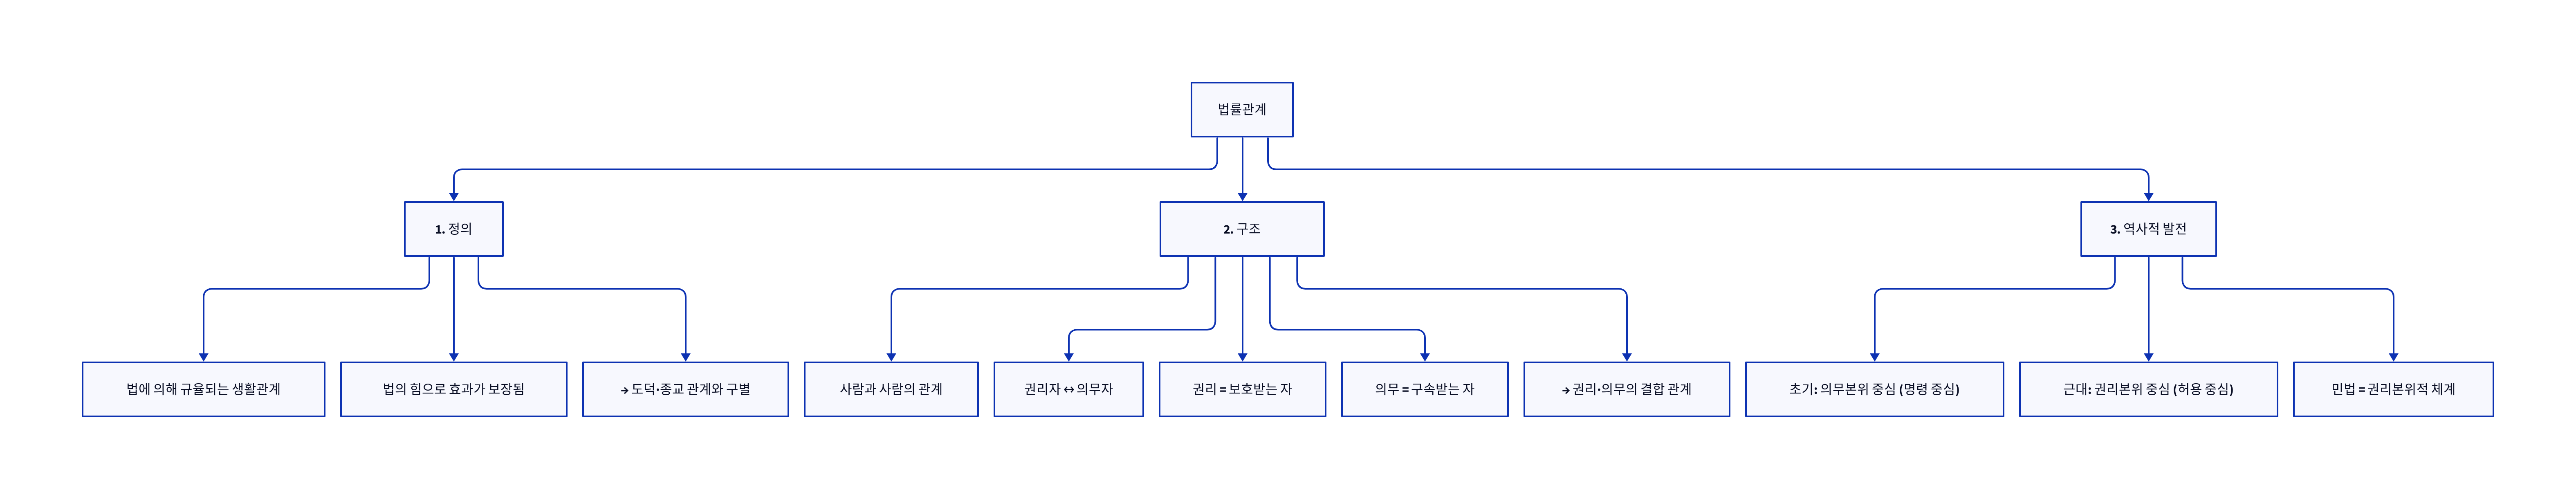 법률관계
1. 정의
2. 구조
3. 역사적 발전
법에 의해 규율되는 생활관계
법의 힘으로 효과가 보장됨
→ 도덕·종교 관계와 구별
사람과 사람의 관계
권리자 ↔ 의무자
권리 = 보호받는 자
의무 = 구속받는 자
→ 권리·의무의 결합 관계
초기: 의무본위 중심 (명령 중심)
근대: 권리본위 중심 (허용 중심)
민법 = 권리본위적 체계